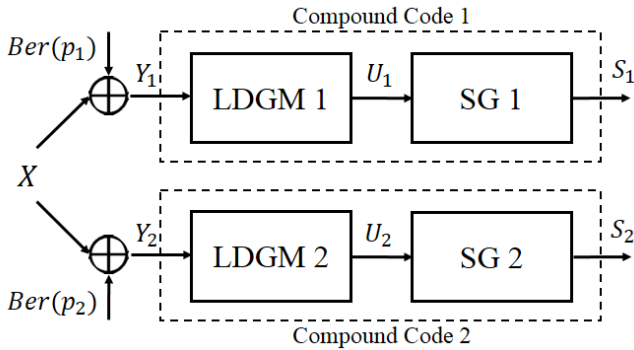 Compound Code 1
Ber(p₁)
Y₁
LDGM 1
U₁
SG 1
S₁
X
Y₂
LDGM 2
U₂
SG 2
S₂
Ber(p₂)
Compound Code 2